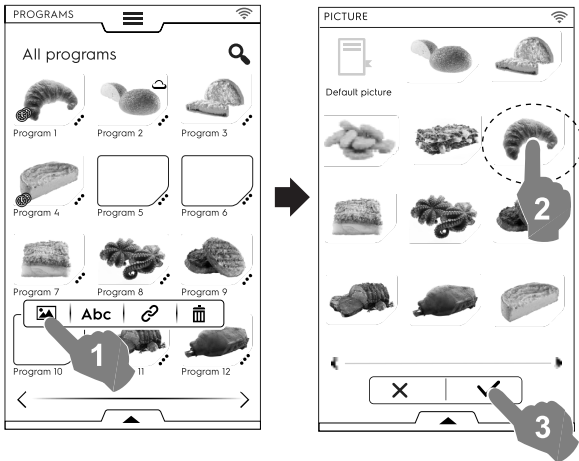 PROGRAMS
All programs
Program 1
Program 2
Program 3
Program 4
Program 5
Program 6
Program 7
Program 8
Program 9
Abc
1
Program 10
11
Program 12
PICTURE
Default picture
2
3